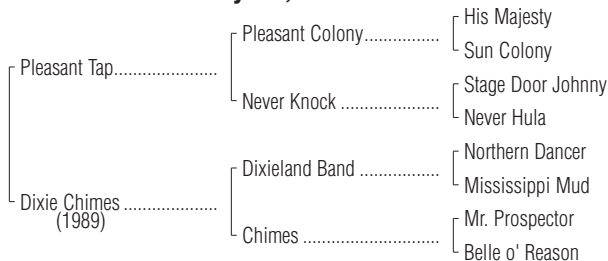 His Majesty
Pleasant Colony
Sun Colony
Pleasant Tap
Stage Door Johnny
Never Knock
Never Hula
Northern Dancer
Dixieland Band
Mississippi Mud
Dixie Chimes
(1989)
Mr. Prospector
Chimes
Belle o' Reason